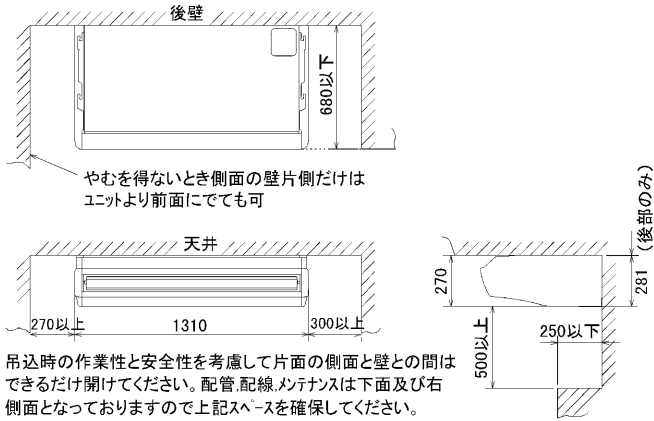 後壁
680以下
やむを得ないとき側面の壁片側だけは
ﾕﾆｯﾄより前面にでても可
天井
270以上
1310
300以上
270
281
(後部のみ)
500以上
250以下
吊込時の作業性と安全性を考慮して片面の側面と壁との間は
できるだけ開けてください。配管,配線,ﾒﾝﾃﾅﾝｽは下面及び右
側面となっておりますので上記ｽﾍﾟｰｽを確保してください。